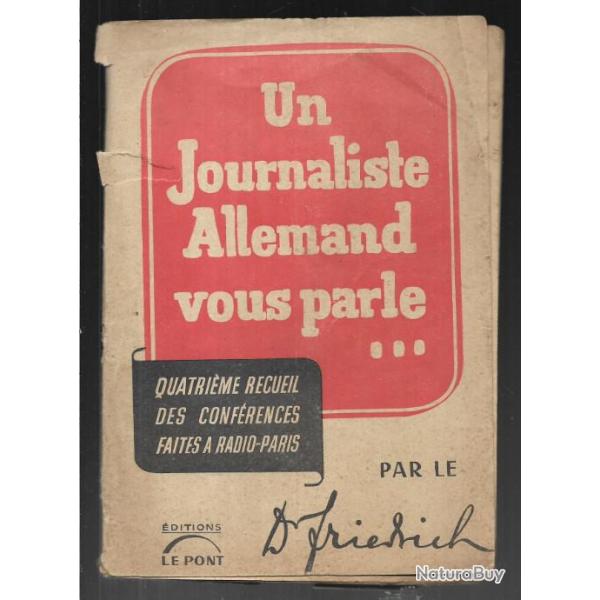 Un
Journaliste
Allemand
vous parle
...
QUATRIÈME RECUEIL
DES CONFÉRENCES
FAITES A RADIO-PARIS
PAR LE
Dr Friedrich
ÉDITIONS
LE PONT
NaturaBuy